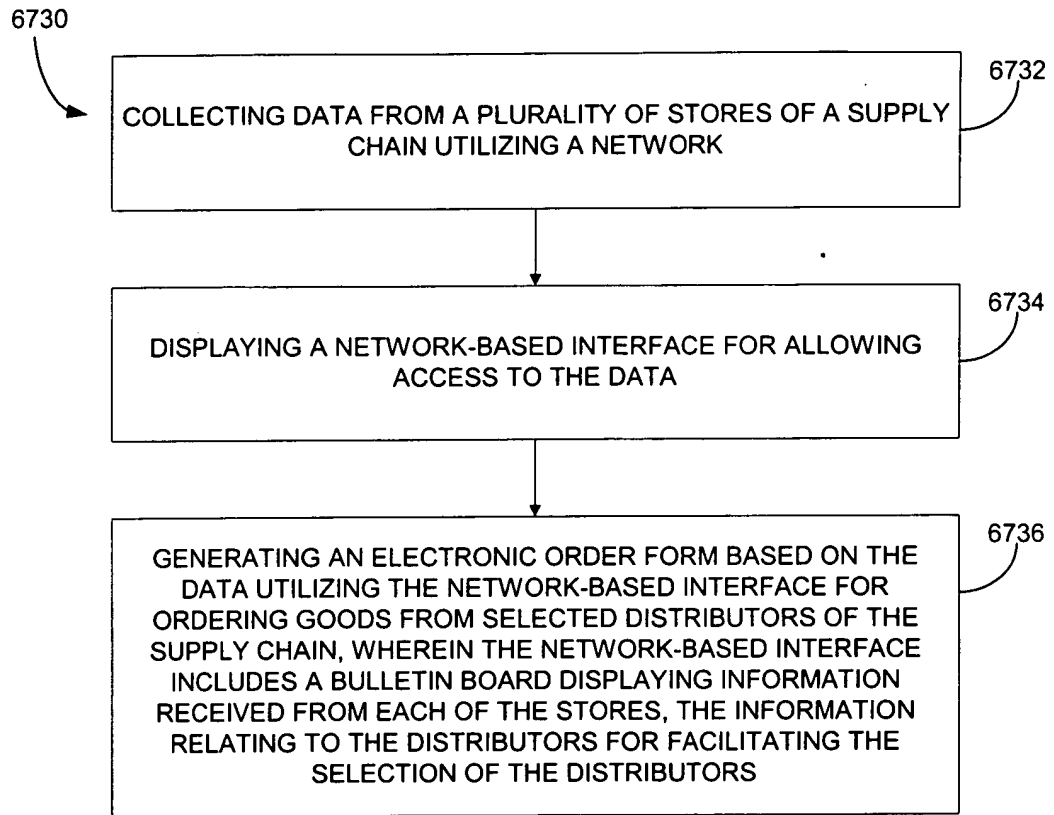 6730
6732
COLLECTING DATA FROM A PLURALITY OF STORES OF A SUPPLY
CHAIN UTILIZING A NETWORK
6734
DISPLAYING A NETWORK-BASED INTERFACE FOR ALLOWING
ACCESS TO THE DATA
6736
GENERATING AN ELECTRONIC ORDER FORM BASED ON THE
DATA UTILIZING THE NETWORK-BASED INTERFACE FOR
ORDERING GOODS FROM SELECTED DISTRIBUTORS OF THE
SUPPLY CHAIN, WHEREIN THE NETWORK-BASED INTERFACE
INCLUDES A BULLETIN BOARD DISPLAYING INFORMATION
RECEIVED FROM EACH OF THE STORES, THE INFORMATION
RELATING TO THE DISTRIBUTORS FOR FACILITATING THE
SELECTION OF THE DISTRIBUTORS